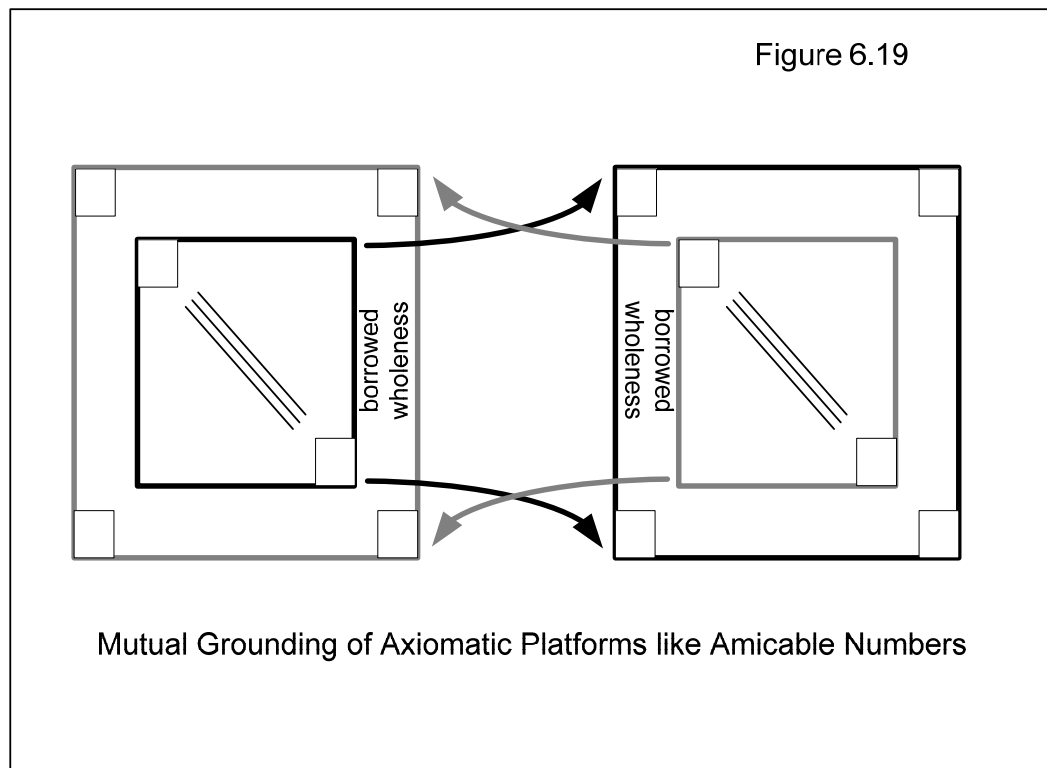 Figure 6.19
borrowed
wholeness
borrowed
wholeness
Mutual Grounding of Axiomatic Platforms like Amicable Numbers